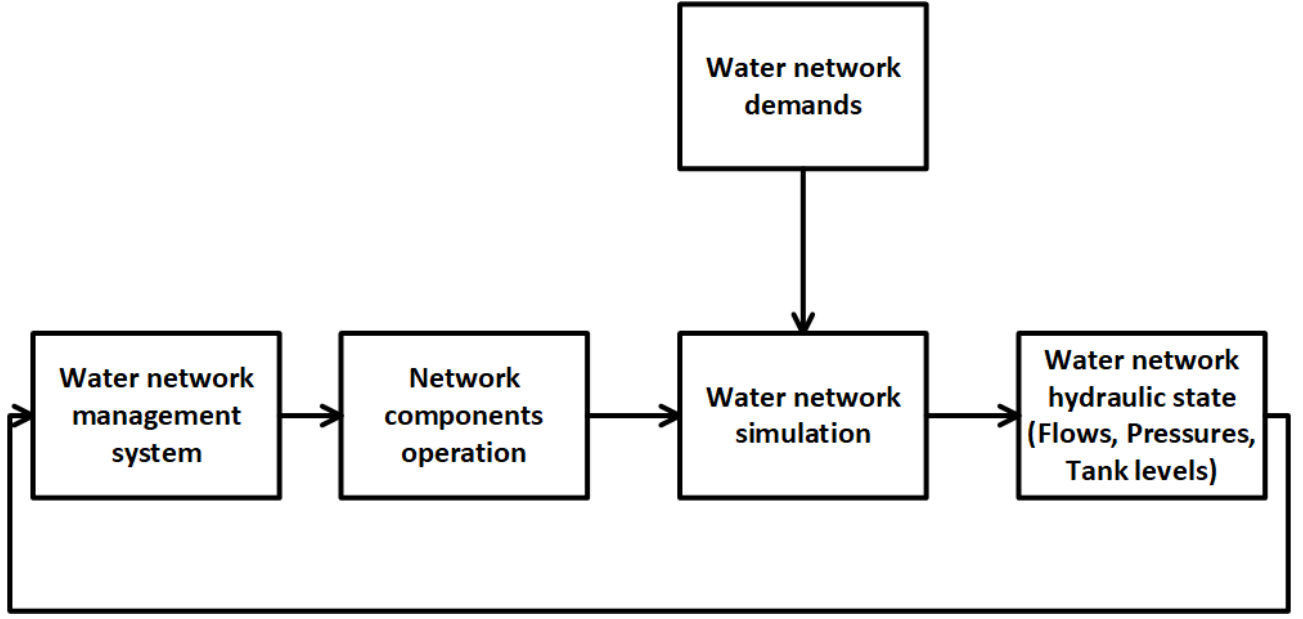 Water network
demands
Water network
management
system
Network
components
operation
Water network
simulation
Water network
hydraulic state
(Flows, Pressures,
Tank levels)